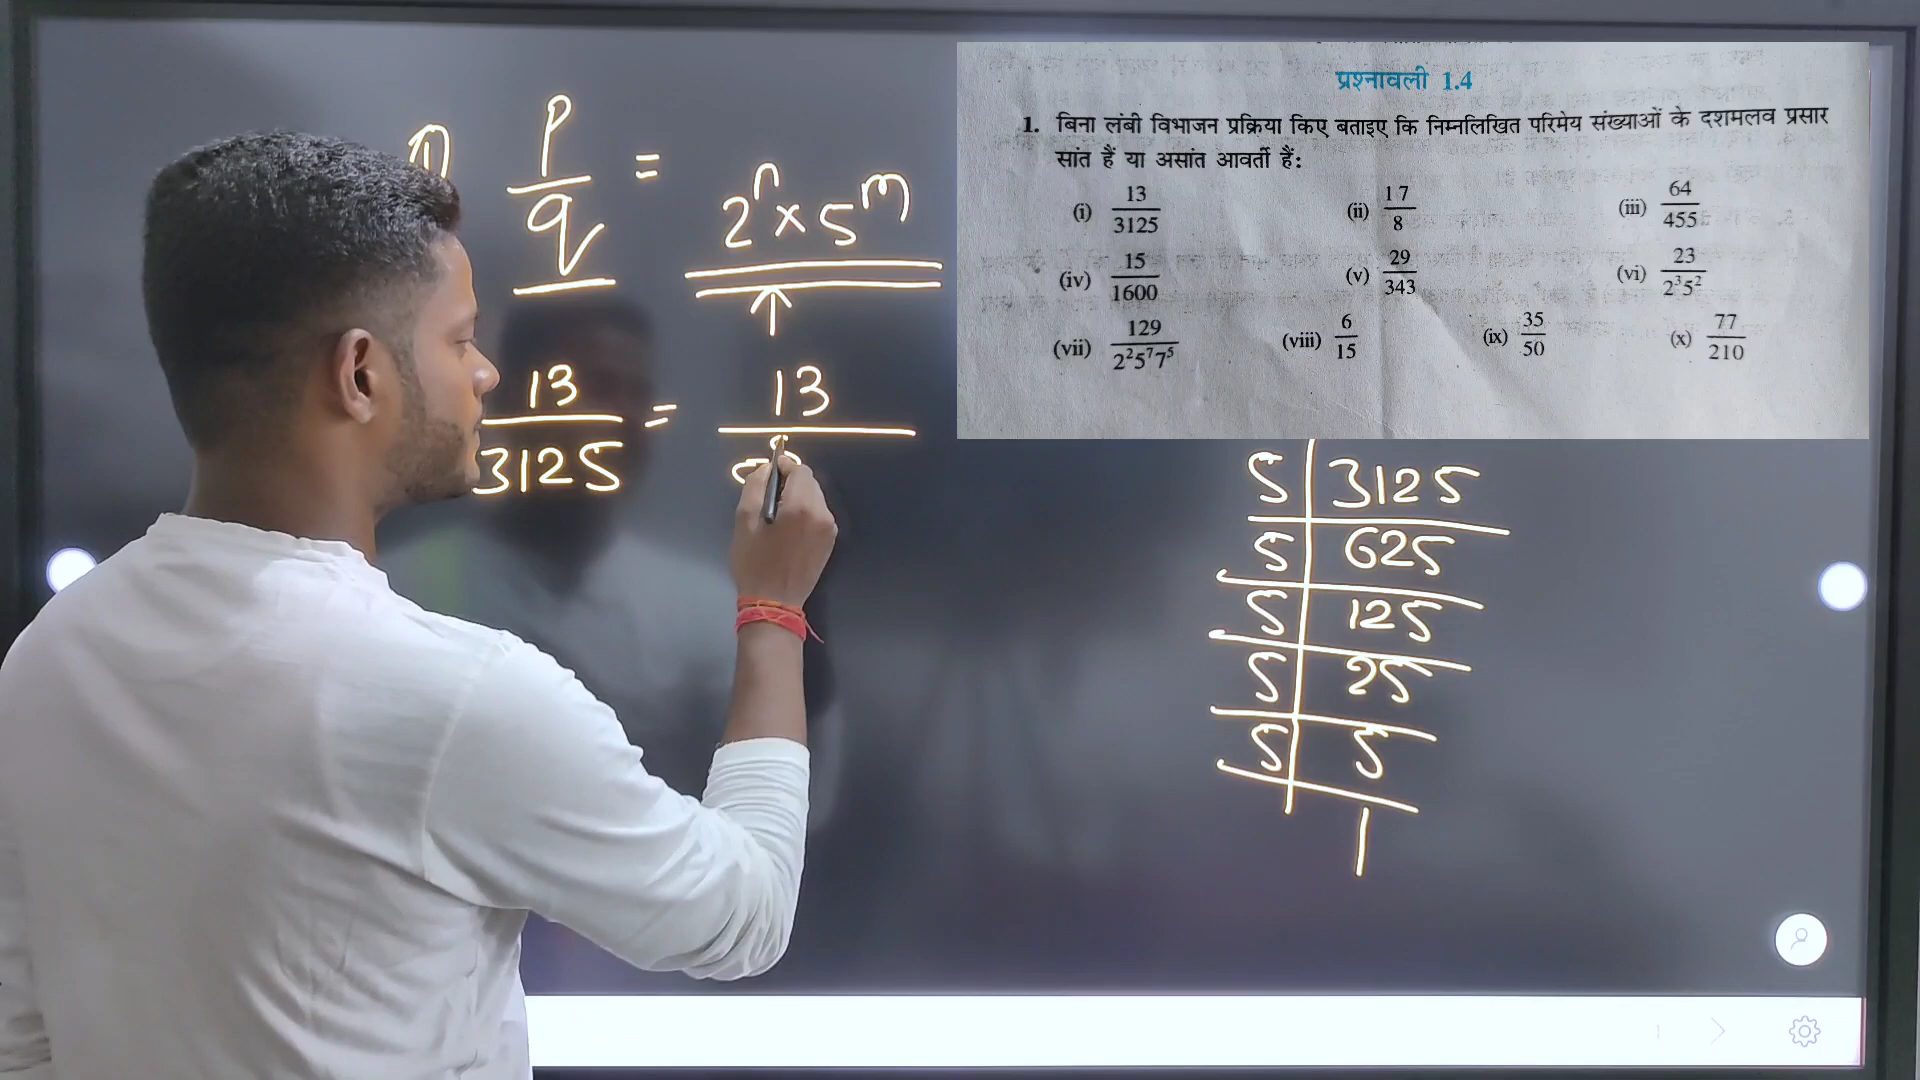 प्रश्नावली 1.4
1. बिना लंबी विभाजन प्रक्रिया किए बताइए कि निम्नलिखित परिमेय संख्याओं के दशमलव प्रसार
सांत हैं या असांत आवर्ती हैं:
(i) 13/3125 (ii) 17/8 (iii) 64/455
(iv) 15/1600 (v) 29/343 (vi) 23/2³5²
(vii) 129/2²5⁷7⁵ (viii) 6/15 (ix) 35/50 (x) 77/210
p/q = 2ⁿ × 5ᵐ
13/3125 = 13/5
5 | 3125
5 | 625
5 | 125
5 | 25
5 | 5
1